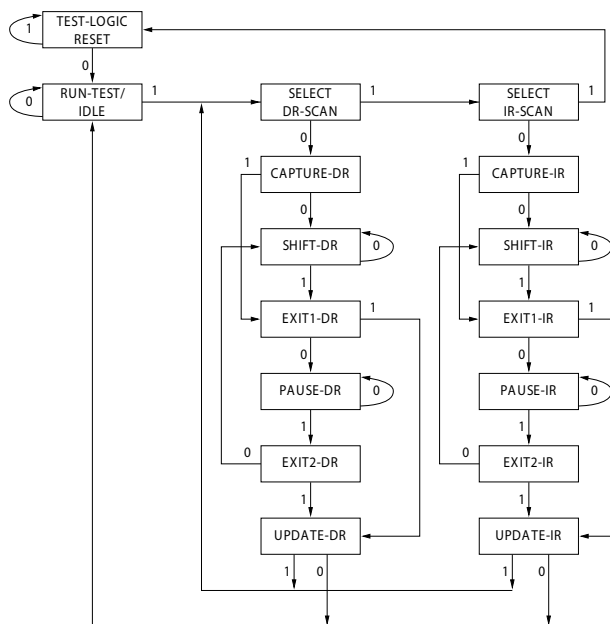 TEST-LOGIC
RESET
1
0
RUN-TEST/
IDLE
0
1
SELECT
DR-SCAN
1
SELECT
IR-SCAN
1
0
0
1
CAPTURE-DR
1
CAPTURE-IR
0
0
SHIFT-DR
0
SHIFT-IR
0
1
1
EXIT1-DR
1
EXIT1-IR
1
0
0
PAUSE-DR
0
PAUSE-IR
0
1
1
0
EXIT2-DR
0
EXIT2-IR
1
1
UPDATE-DR
UPDATE-IR
1
0
1
0